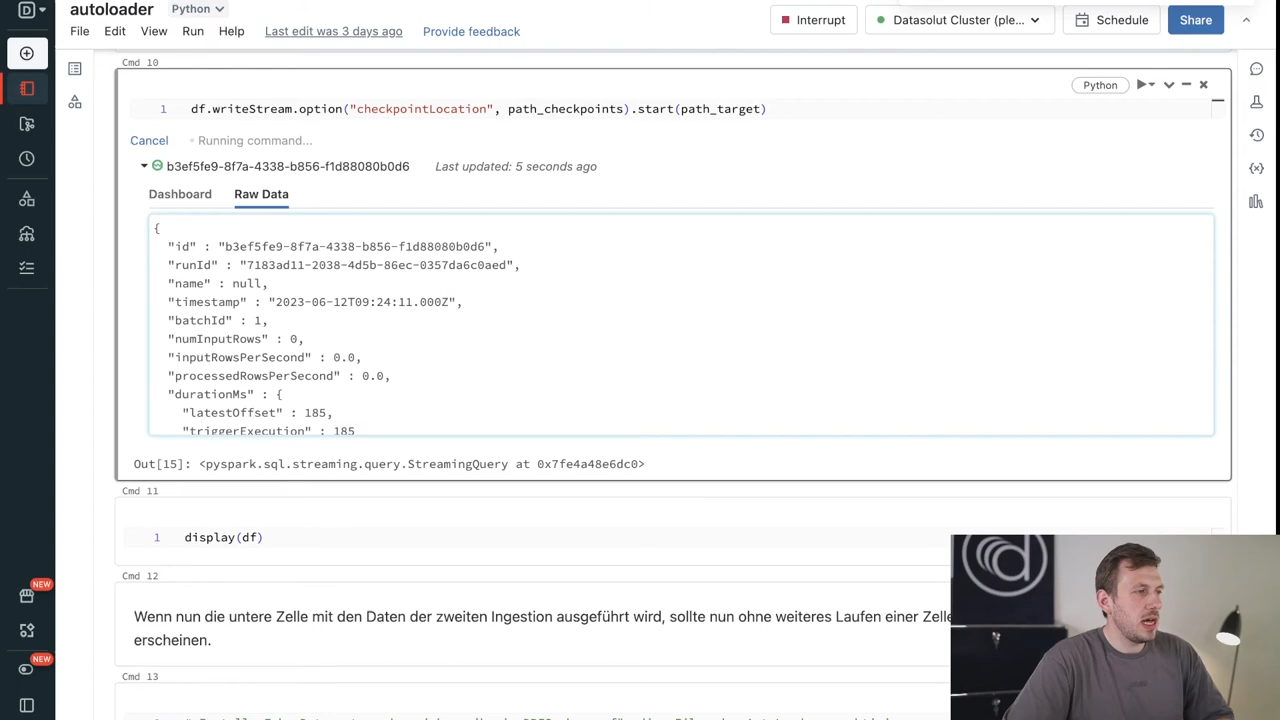 autoloader
Python
File Edit View Run Help Last edit was 3 days ago Provide feedback
Interrupt
Datasolut Cluster (ple...
Schedule
Share
Cmd 10
Python
1 df.writeStream.option("checkpointLocation", path_checkpoints).start(path_target)
Cancel Running command...
b3ef5fe9-8f7a-4338-b856-f1d88080b0d6 Last updated: 5 seconds ago
Dashboard Raw Data
{
"id" : "b3ef5fe9-8f7a-4338-b856-f1d88080b0d6",
"runId" : "7183ad11-2038-4d5b-86ec-0357da6c0aed",
"name" : null,
"timestamp" : "2023-06-12T09:24:11.000Z",
"batchId" : 1,
"numInputRows" : 0,
"inputRowsPerSecond" : 0.0,
"processedRowsPerSecond" : 0.0,
"durationMs" : {
"latestOffset" : 185,
"triggerExecution" : 185
Out[15]: <pyspark.sql.streaming.query.StreamingQuery at 0x7fe4a48e6dc0>
Cmd 11
1 display(df)
Cmd 12
Wenn nun die untere Zelle mit den Daten der zweiten Ingestion ausgeführt wird, sollte nun ohne weiteres Laufen einer Zelle
erscheinen.
Cmd 13
NEW
NEW